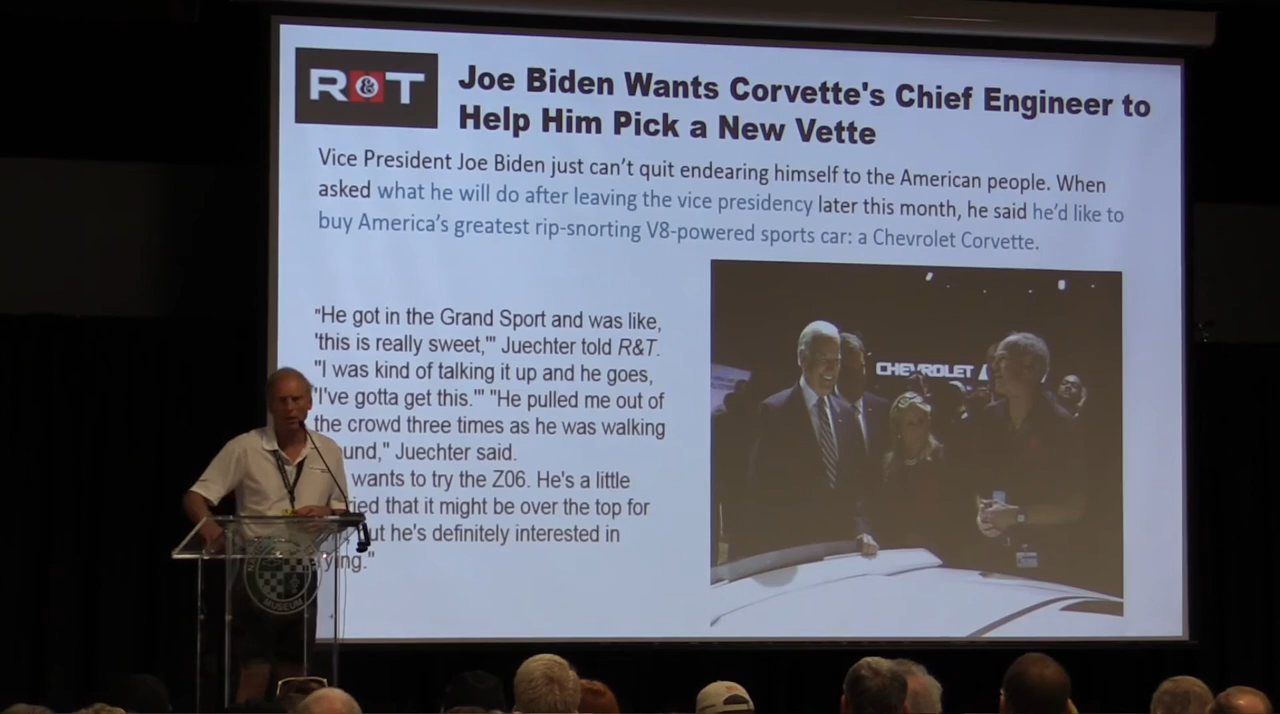 R&T
Joe Biden Wants Corvette's Chief Engineer to
Help Him Pick a New Vette
Vice President Joe Biden just can't quit endearing himself to the American people. When
asked what he will do after leaving the vice presidency later this month, he said he'd like to
buy America's greatest rip-snorting V8-powered sports car: a Chevrolet Corvette.
"He got in the Grand Sport and was like,
'this is really sweet,'" Juechter told R&T.
"I was kind of talking it up and he goes,
'I've gotta get this.'" "He pulled me out of
the crowd three times as he was walking
und," Juechter said.
wants to try the Z06. He's a little
ried that it might be over the top for
ut he's definitely interested in
ying."
CHEVROLET
MUSEUM